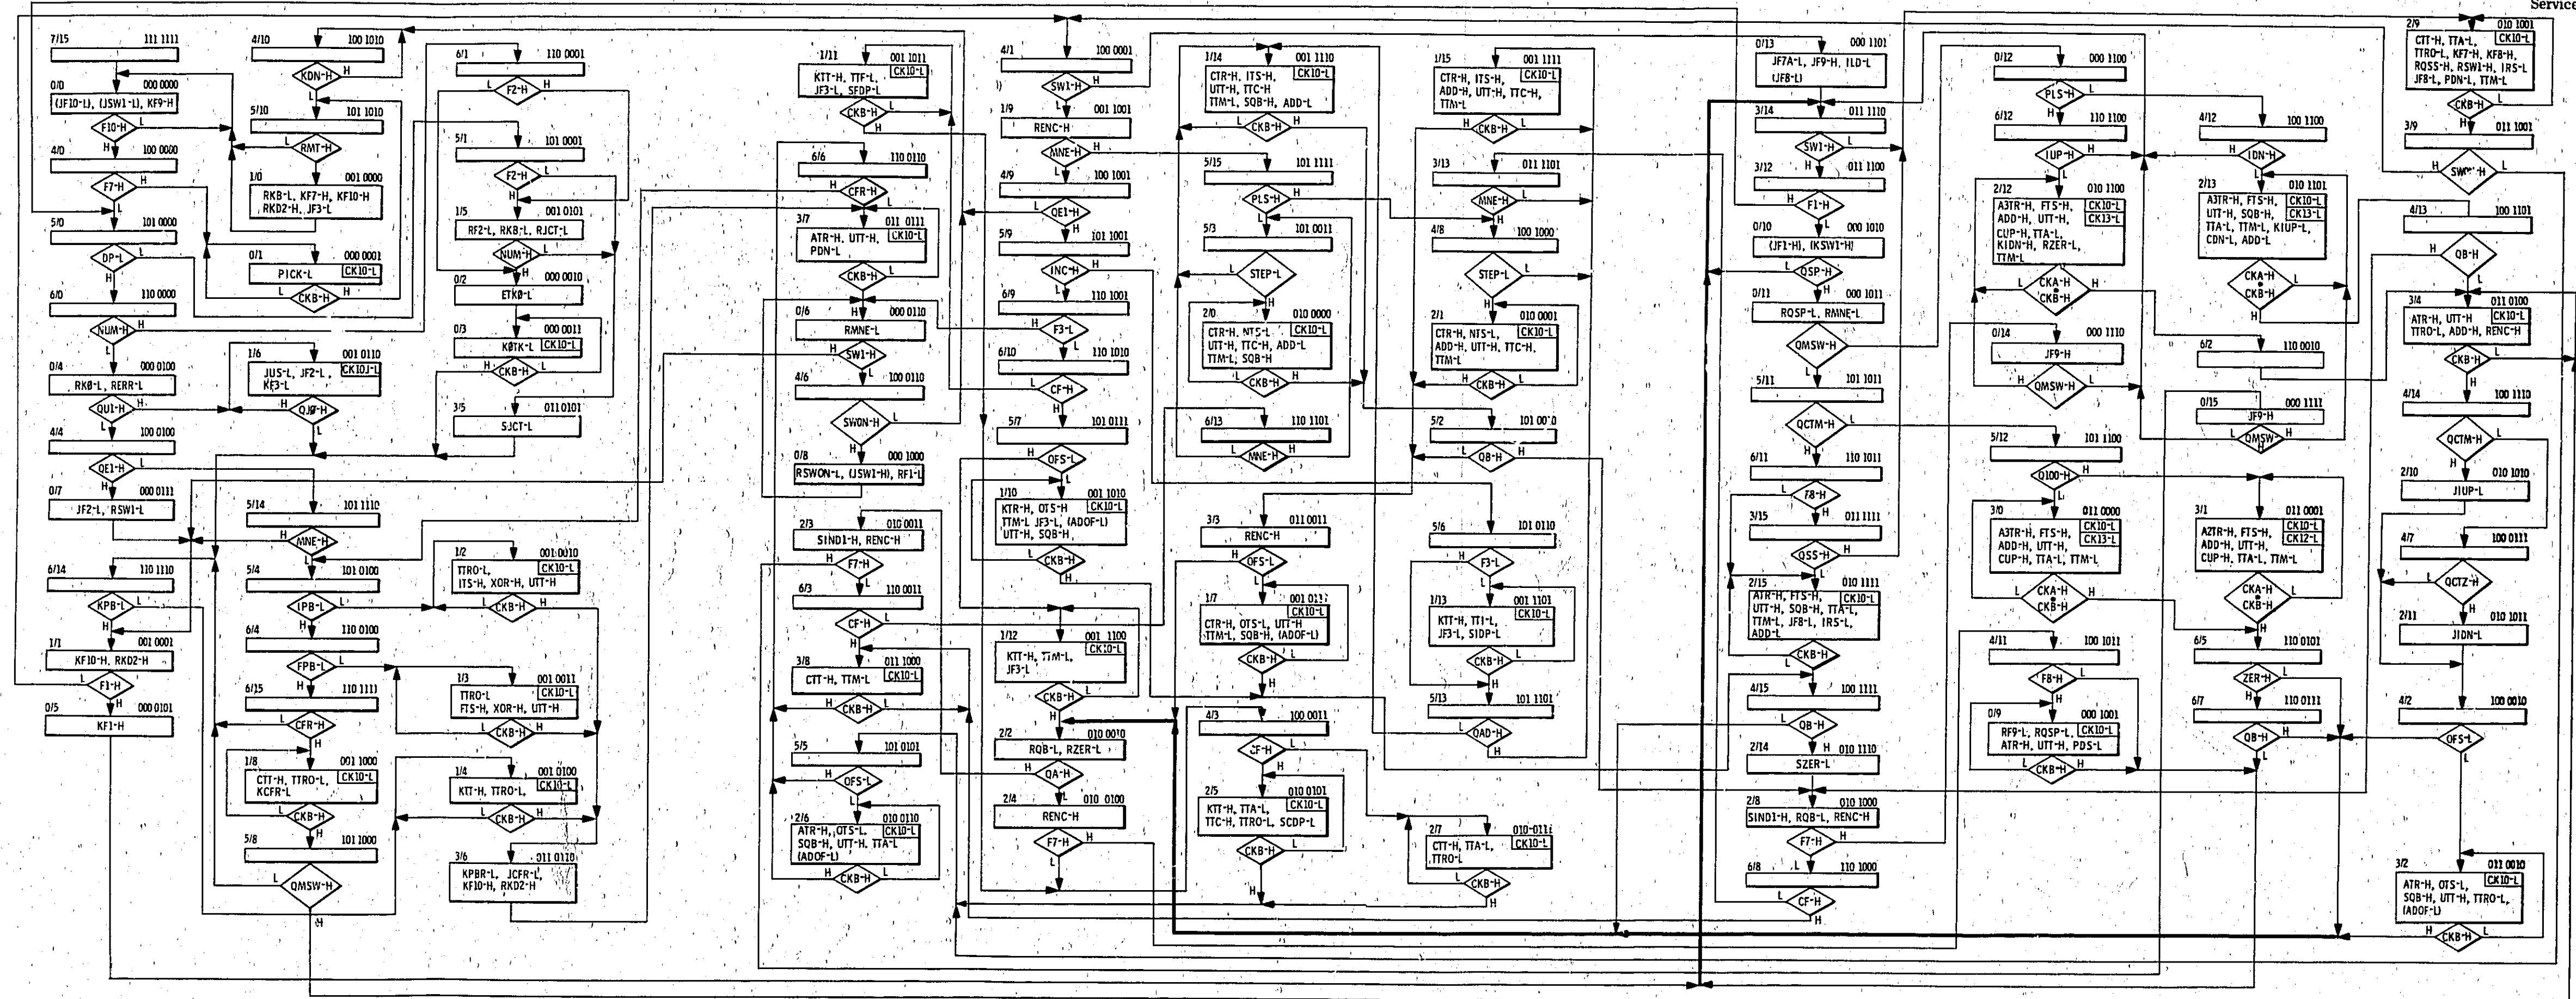 Service
7/15 111 1111
0/0 000 0000
(JF10-L), (JSW1-L), KF9-H
F10-H L
H
4/0 100 0000
F7-H H
L
5/0 101 0000
DP-L L
H
6/0 110 0000
NUM-H H
L
0/4 000 0100
RKØ-L, RERR-L
QU1-H H
L
4/4 100 0100
QE1-H L
H
0/7 000 0111
JF2-L, RSW1-L
6/14 110 1110
KPB-L L
H
1/1 001 0001
KF10-H, RKD2-H
L F1-H
H
0/5 000 0101
KF1-H
4/10 100 1010
KDN-H H
L
5/10 101 1010
L RMT-H
H
1/0 001 0000
RKB-L, KF7-H, KF10-H
RKD2-H, JF3-L
0/1 000 0001
PICK-L CK10-L
L CKB-H H
1/6 001 0110
JUS-L, JF2-L, CK10J-L
KF3-L
H QJØ-H
L
5/14 101 1110
H MNE-H
L
5/4 101 0100
IPB-L L
H
6/4 110 0100
FPB-L L
H
6/15 110 1111
L CFR-H
H
1/8 001 1000
CTT-H, TTRO-L, CK10-L
KCFR-L
L CKB-H
H
5/8 101 1000
L QMSW-H
H
6/1 110 0001
L F2-H H
5/1 101 0001
F2-H L
H
1/5 001 0101
RF2-L, RKB-L, RJCT-L
NUM-H L
H
0/2 000 0010
ETKØ-L
0/3 000 0011
KØTK-L CK10-L
H CKB-H L
3/5 011 0101
SJCT-L
1/2 001 0010
TTRO-L, CK10-L
ITS-H, XOR-H, UTT-H
L CKB-H H
1/3 001 0011
TTRO-L CK10-L
FTS-H, XOR-H, UTT-H
L CKB-H H
1/4 001 0100
KTT-H, TTRO-L, CK10-L
L CKB-H H
3/6 011 0110
KPBR-L, JCFR-L,
KF10-H, RKD2-H
1/11 001 1011
KTT-H, TTF-L, CK10-L
JF3-L, SFDP-L
CKB-H L
H
6/6 110 0110
H CFR-H
L
3/7 011 0111
ATR-H, UTT-H, CK10-L
PDN-L
CKB-H L
H
0/6 000 0110
RMNE-L
L SW1-H
H
4/6 100 0110
SWON-H L
H
0/8 000 1000
RSWON-L, (JSW1-H), RF1-L
2/3 010 0011
SIND1-H, RENC-H
H F7-H
L
6/3 110 0011
CF-H L
H
3/8 011 1000
CTT-H, TTM-L CK10-L
H CKB-H L
5/5 101 0101
H OFS-L
L
2/6 010 0110
ATR-H, OTS-L, CK10-L
SQB-H, UTT-H, TTA-L
(ADOF-L)
H CKB-H L
4/1 100 0001
SW1-H H
L
1/9 001 1001
RENC-H
MNE-H H
L
4/9 100 1001
L QE1-H
H
5/9 101 1001
INC-H L
H
6/9 110 1001
H F3-L
L
6/10 110 1010
L CF-H
H
5/7 101 0111
H OFS-L
L
1/10 001 1010
KTR-H, OTS-H CK10-L
TTM-L JF3-L, (ADOF-L)
UTT-H, SQB-H,
L CKB-H
H
1/12 001 1100
KTT-H, TTM-L, CK10-L
JF3-L
CKB-H L
H
2/2 010 0010
RQB-L, RZER-L
H QA-H
L
2/4 010 0100
RENC-H
F7-H H
L
1/14 001 1110
CTR-H, ITS-H, CK10-L
UTT-H, TTC-H
TTM-L, SQB-H, ADD-L
L CKB-H H
5/15 101 1111
PLS-H H
L
5/3 101 0011
L STEP-L
H
2/0 010 0000
CTR-H, NTS-L, CK10-L
UTT-H, TTC-H, ADD-L
TTM-L, SQB-H
L CKB-H H
6/13 110 1101
H MNE-H L
3/3 011 0011
RENC-H
H OFS-L
L
1/7 001 0111
CTR-H, OTS-L, UTT-H CK10-L
TTM-L, SQB-H, (ADOF-L)
CKB-H L
H
4/3 100 0011
CF-H L
H
2/5 010 0101
KTT-H, TTA-L, CK10-L
TTC-H, TTRO-L, SCDP-L
CKB-H L
H
1/15 001 1111
CTR-H, ITS-H, CK10-L
ADD-H, UTT-H, TTC-H,
TTM-L
H CKB-H L
3/13 011 1101
MNE-H L
H
4/8 100 1000
STEP-L L
H
2/1 010 0001
CTR-H, NTS-L, CK10-L
ADD-H, UTT-H, TTC-H,
TTM-L
H CKB-H L
5/2 101 0010
H QB-H L
5/6 101 0110
L F3-L
H
1/13 001 1101
KTT-H, TTI-L, CK10-L
JF3-L, SIDP-L
CKB-H L
H
5/13 101 1101
L QAD-H
H
2/7 010 0111
CTT-H, TTA-L, CK10-L
TTRO-L
L CKB-H
H
0/13 000 1101
JF7A-L, JF9-H, ILD-L
(JF8-L)
3/14 011 1110
SW1-H L
H
3/12 011 1100
H F1-H
L
0/10 000 1010
(JF1-H), (KSW1-H)
L QSP-H
H
0/11 000 1011
RQSP-L, RMNE-L
QMSW-H H
L
5/11 101 1011
QCTM-H L
H
6/11 110 1011
L F8-H
H
3/15 011 1111
QSS-H H
L
2/15 010 1111
ATR-H, FTS-H, CK10-L
UTT-H, SQB-H, TTA-L,
TTM-L, JF8-L, IRS-L,
ADD-L
L CKB-H
H
4/15 100 1111
L QB-H
H
2/14 010 1110
SZER-L
2/8 010 1000
SIND1-H, RQB-L, RENC-H
F7-H H
L
6/8 110 1000
L CF-H
H
0/12 000 1100
PLS-H L
H
6/12 110 1100
IUP-H H
L
2/12 010 1100
A3TR-H, FTS-H, CK10-L
ADD-H, UTT-H, CK13-L
CUP-H, TTA-L,
KIDN-H, RZER-L,
TTM-L
L CKA-H • CKB-H H
0/14 000 1110
JF9-H
L QMSW-H H
5/12 101 1100
Q100-H H
L
3/0 011 0000
A3TR-H, FTS-H, CK10-L
ADD-H, UTT-H, CK13-L
CUP-H, TTA-L, TTM-L
L CKA-H • CKB-H H
4/11 100 1011
F8-H L
H
0/9 000 1001
RF9-L, RQSP-L, CK10-L
ATR-H, UTT-H, PDS-L
L CKB-H H
4/12 100 1100
H IDN-H
L
2/13 010 1101
A3TR-H, FTS-H, CK10-L
UTT-H, SQB-H, CK13-L
TTA-L, TTM-L, KIUP-L,
CDN-L, ADD-L
CKA-H • CKB-H L
H
6/2 110 0010
0/15 000 1111
JF9-H
H QMSW-H L
3/1 011 0001
A2TR-H, FTS-H, CK10-L
ADD-H, UTT-H, CK12-L
CUP-H, TTA-L, TTM-L
CKA-H • CKB-H L
H
6/5 110 0101
ZER-H L
H
6/7 110 0111
QB-H H
L
2/9 010 1001
CTT-H, TTA-L, CK10-L
TTRO-L, KF7-H, KF8-H,
RQSS-H, RSW1-H, IRS-L
JF8-L, PDN-L, TTM-L
CKB-H L
H
3/9 011 1001
L
H
4/13 100 1101
L QB-H
H
3/4 011 0100
ATR-H, UTT-H CK10-L
TTRO-L, ADD-H, RENC-H
CKB-H L
H
4/14 100 1110
QCTM-H L
H
2/10 010 1010
JIUP-L
4/7 100 0111
L QCTZ-H
H
2/11 010 1011
JIDN-L
4/2 100 0010
H OFS-L
L
3/2 011 0010
ATR-H, OTS-L, CK10-L
SQB-H, UTT-H, TTRO-L,
(ADOF-L)
H CKB-H L